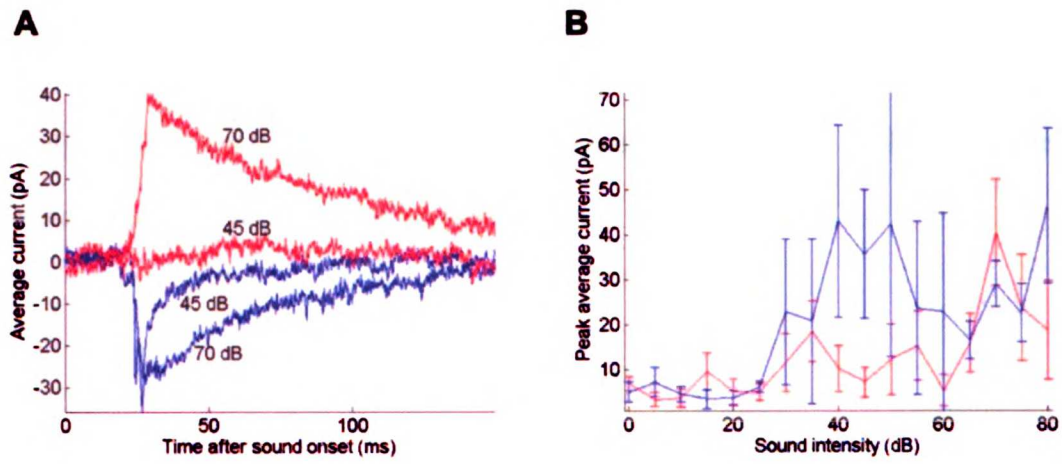 A
Average current (pA)
40
30
20
10
0
-10
-20
-30
70 dB
45 dB
45 dB
70 dB
0
50
100
Time after sound onset (ms)
B
Peak average current (pA)
70
60
50
40
30
20
10
0
20
40
60
80
Sound intensity (dB)